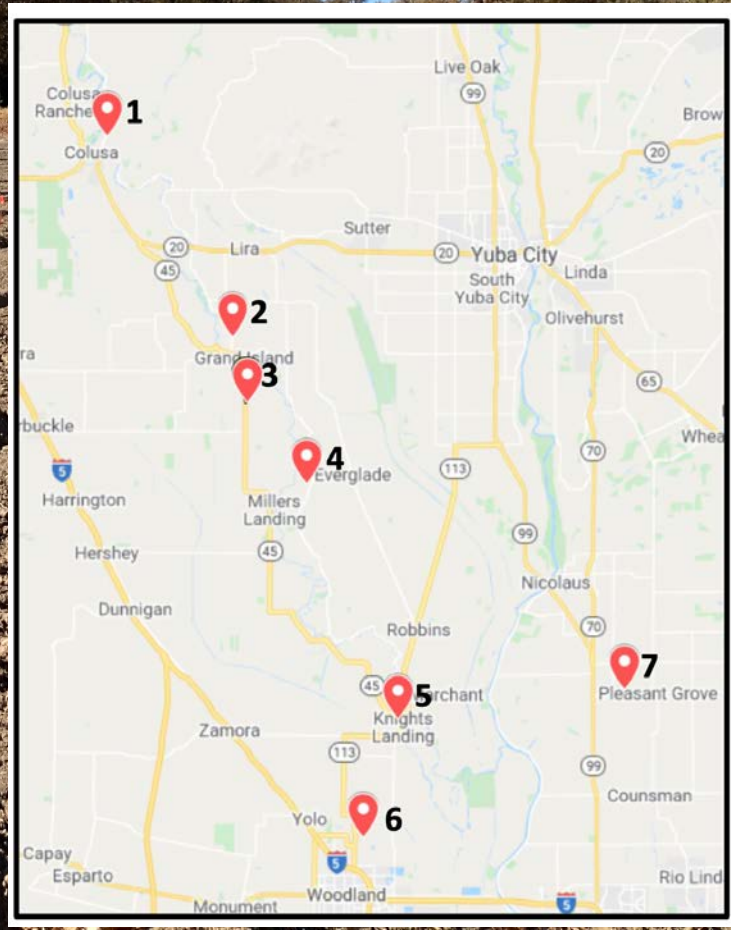 Live Oak
99
Colusa
Ranche
1
Brow
20
Colusa
Sutter
20
Lira
20
Yuba City
45
Linda
South
Yuba City
2
Olivehurst
Grand Island
3
65
rbuckle
70
Whea
4
113
5
Everglade
Harrington
Millers
Landing
99
45
Hershey
Nicolaus
Dunnigan
70
Robbins
7
45
5
Pleasant Grove
Knights
Landing
Zamora
113
99
Counsman
6
Yolo
5
Capay
Esparto
Rio Lind
Woodland
5
Monument